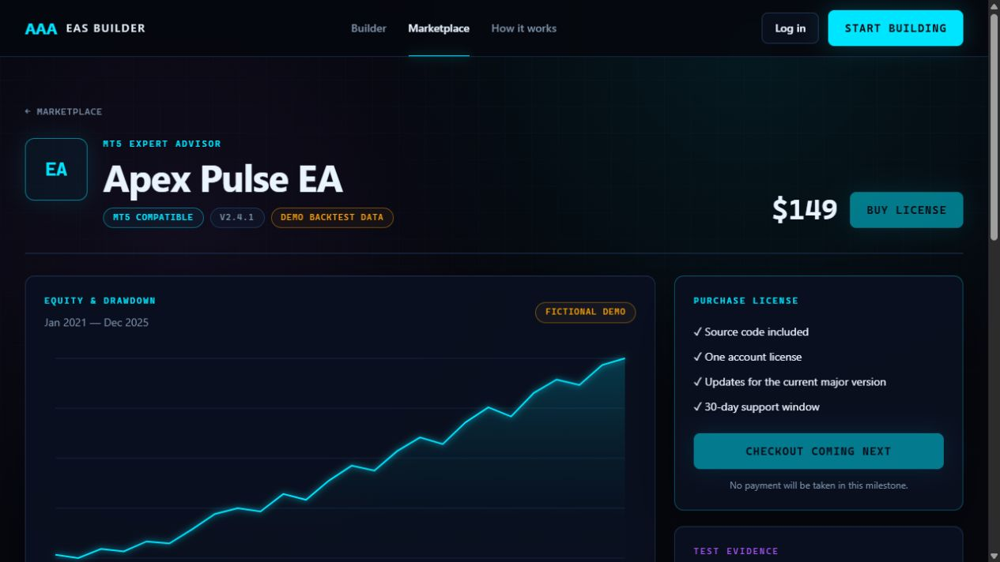 AAA EAS BUILDER
Builder
Marketplace
How it works
Log in
START BUILDING
← MARKETPLACE
EA
MT5 EXPERT ADVISOR
Apex Pulse EA
MT5 COMPATIBLE
V2.4.1
DEMO BACKTEST DATA
$149
BUY LICENSE
EQUITY & DRAWDOWN
Jan 2021 — Dec 2025
FICTIONAL DEMO
PURCHASE LICENSE
✓ Source code included
✓ One account license
✓ Updates for the current major version
✓ 30-day support window
CHECKOUT COMING NEXT
No payment will be taken in this milestone.
TEST EVIDENCE